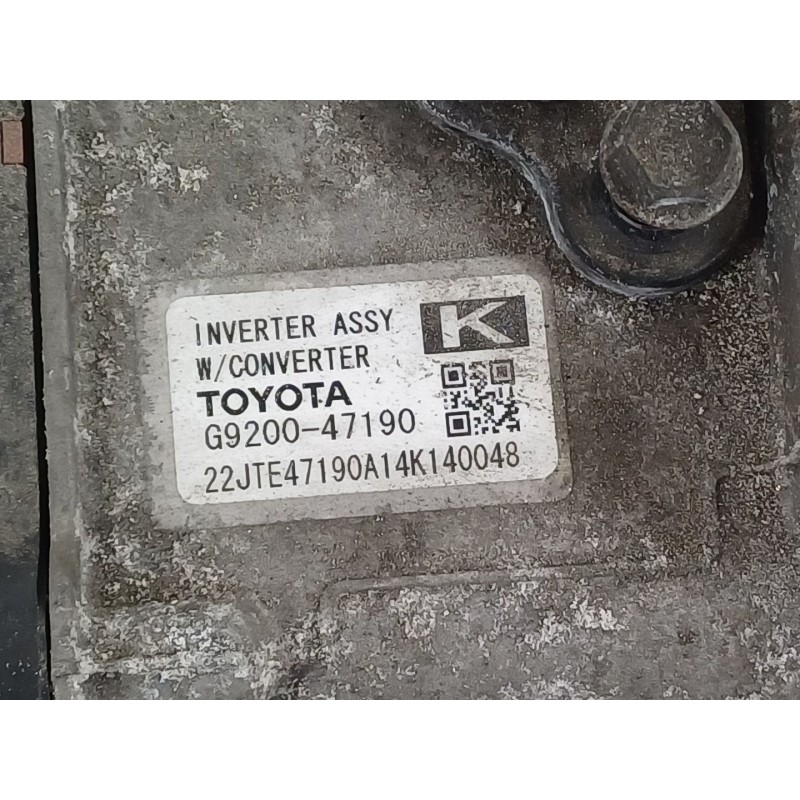 INVERTER ASSY K
W/CONVERTER
TOYOTA
G9200-47190
22JTE47190A14K140048